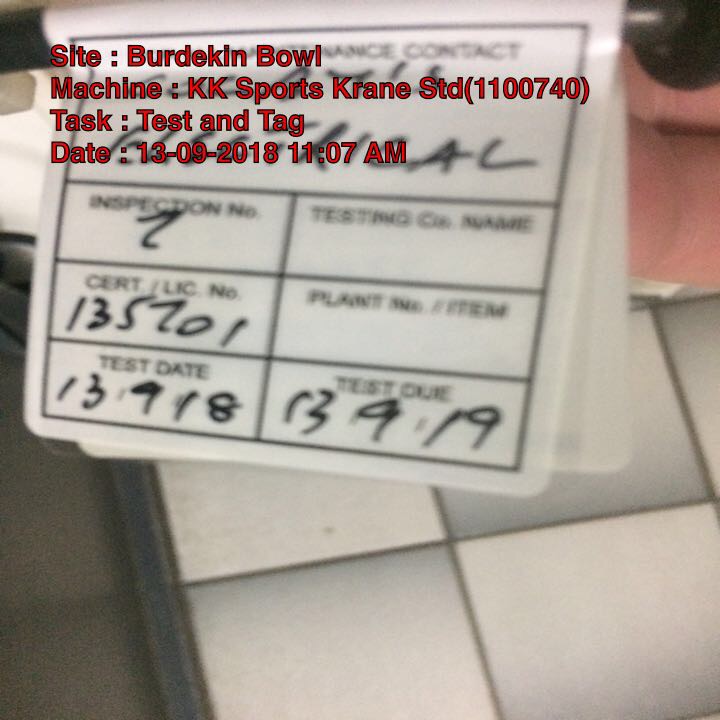 Site : Burdekin Bowl
Machine : KK Sports Krane Std(1100740)
Task : Test and Tag
Date : 13-09-2018 11:07 AM
NANCE CONTACT
INSPECTION No.
TESTING Co. NAME
CERT. / LIC. No.
PLANT No. / ITEM
135701
TEST DATE
TEST DUE
13.9.18
13.9.19